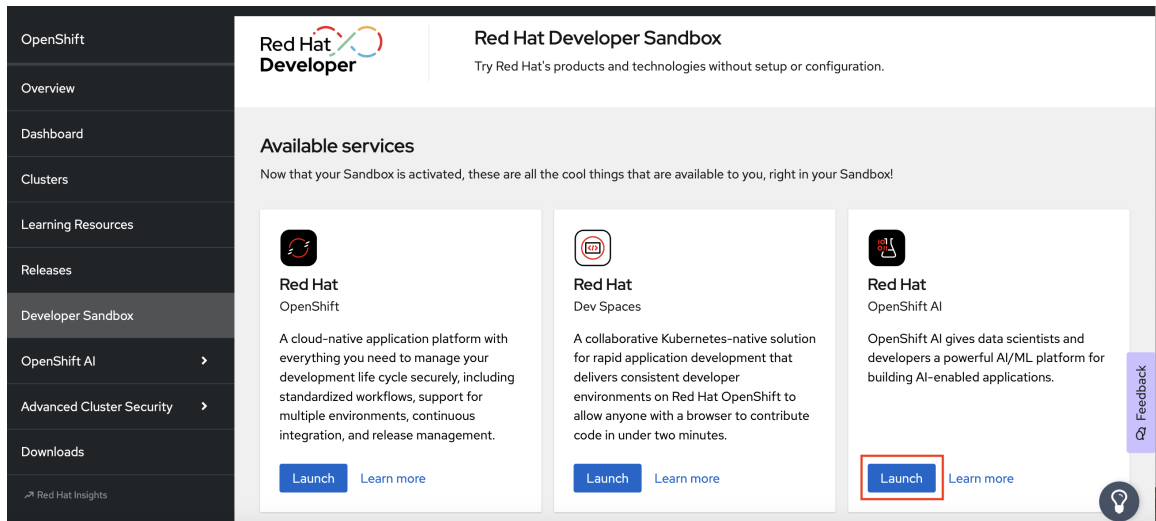 OpenShift
Overview
Dashboard
Clusters
Learning Resources
Releases
Developer Sandbox
OpenShift AI
Advanced Cluster Security
Downloads
Red Hat Insights
Red Hat
Developer
Red Hat Developer Sandbox
Try Red Hat's products and technologies without setup or configuration.
Available services
Now that your Sandbox is activated, these are all the cool things that are available to you, right in your Sandbox!
Red Hat
OpenShift
A cloud-native application platform with
everything you need to manage your
development life cycle securely, including
standardized workflows, support for
multiple environments, continuous
integration, and release management.
Launch
Learn more
Red Hat
Dev Spaces
A collaborative Kubernetes-native solution
for rapid application development that
delivers consistent developer
environments on Red Hat OpenShift to
allow anyone with a browser to contribute
code in under two minutes.
Launch
Learn more
Red Hat
OpenShift AI
OpenShift AI gives data scientists and
developers a powerful AI/ML platform for
building AI-enabled applications.
Launch
Learn more
Feedback